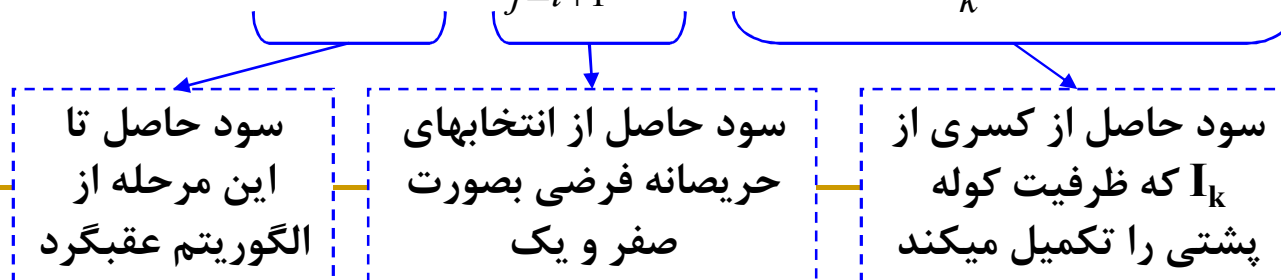 j=i+1
سود حاصل تا
این مرحله از
الگوریتم عقبگرد
سود حاصل از انتخابهای
حریصانه فرضی بصورت
صفر و یک
سود حاصل از کسری از
I_k که ظرفیت کوله
پشتی را تکمیل میکند